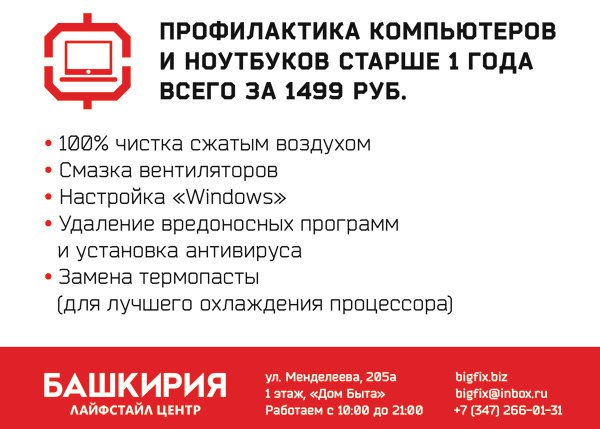 ПРОФИЛАКТИКА КОМПЬЮТЕРОВ
И НОУТБУКОВ СТАРШЕ 1 ГОДА
ВСЕГО ЗА 1499 РУБ.
• 100% чистка сжатым воздухом
• Смазка вентиляторов
• Настройка «Windows»
• Удаление вредоносных программ
и установка антивируса
• Замена термопасты
(для лучшего охлаждения процессора)
БАШКИРИЯ
ЛАЙФСТАЙЛ ЦЕНТР
ул. Менделеева, 205а
1 этаж, «Дом Быта»
Работаем с 10:00 до 21:00
bigfix.biz
bigfix@inbox.ru
+7 (347) 266-01-31